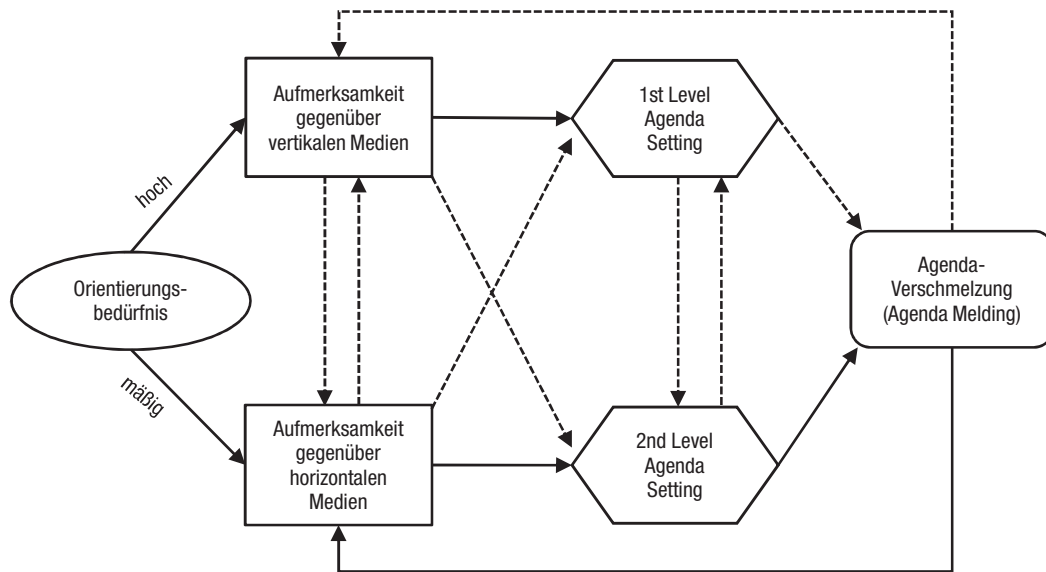 Aufmerksamkeit
gegenüber
vertikalen Medien
1st Level
Agenda
Setting
hoch
Orientierungs-
bedürfnis
Agenda-
Verschmelzung
(Agenda Melding)
mäßig
Aufmerksamkeit
gegenüber
horizontalen
Medien
2nd Level
Agenda
Setting